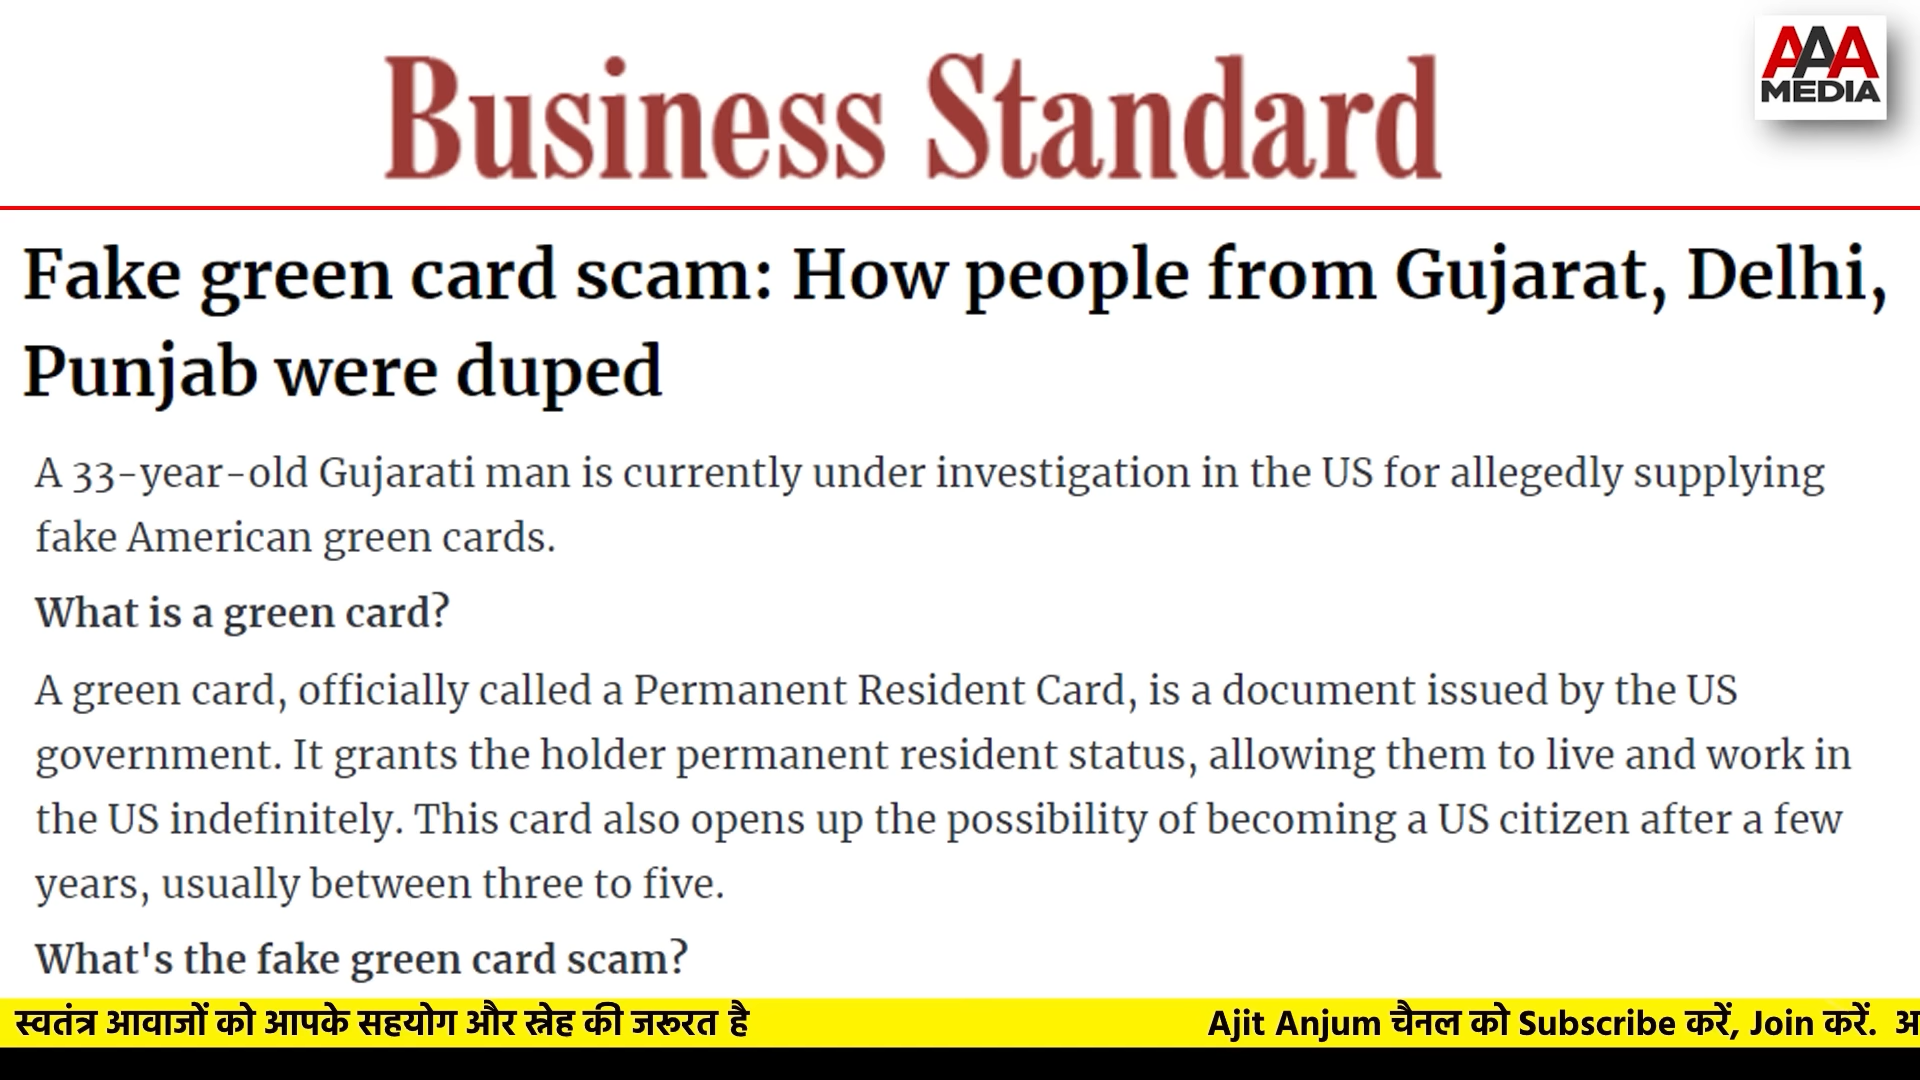 Business Standard
AAA
MEDIA
Fake green card scam: How people from Gujarat, Delhi,
Punjab were duped
A 33-year-old Gujarati man is currently under investigation in the US for allegedly supplying
fake American green cards.
What is a green card?
A green card, officially called a Permanent Resident Card, is a document issued by the US
government. It grants the holder permanent resident status, allowing them to live and work in
the US indefinitely. This card also opens up the possibility of becoming a US citizen after a few
years, usually between three to five.
What's the fake green card scam?
स्वतंत्र आवाजों को आपके सहयोग और स्नेह की जरूरत है
Ajit Anjum चैनल को Subscribe करें, Join करें.